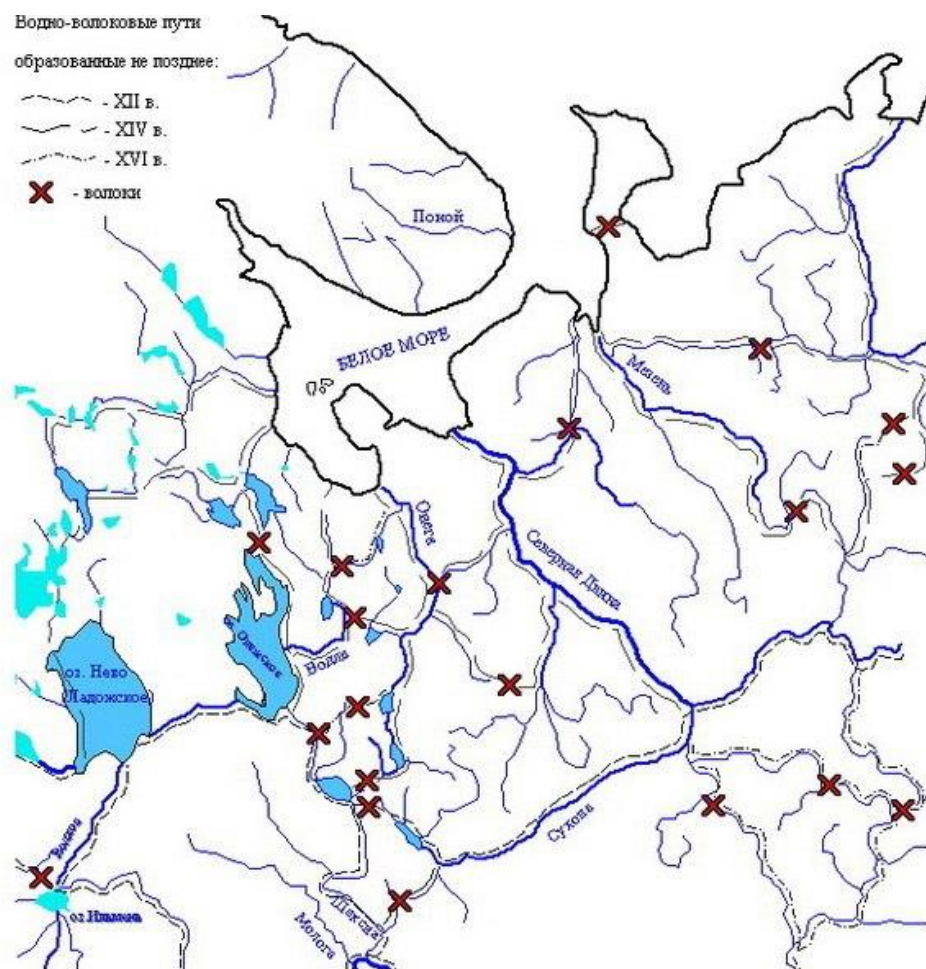 Водно-волоковые пути
образованные не позднее:
- XII в.
- XIV в.
- XVI в.
- волоки
Поной
БЕЛОЕ МОРЕ
Мезень
Онега
Северная Двина
оз. Онежское
Водла
оз. Нево
Ладожское
Сухона
Волхов
оз. Ильмень
Шексна
Молога